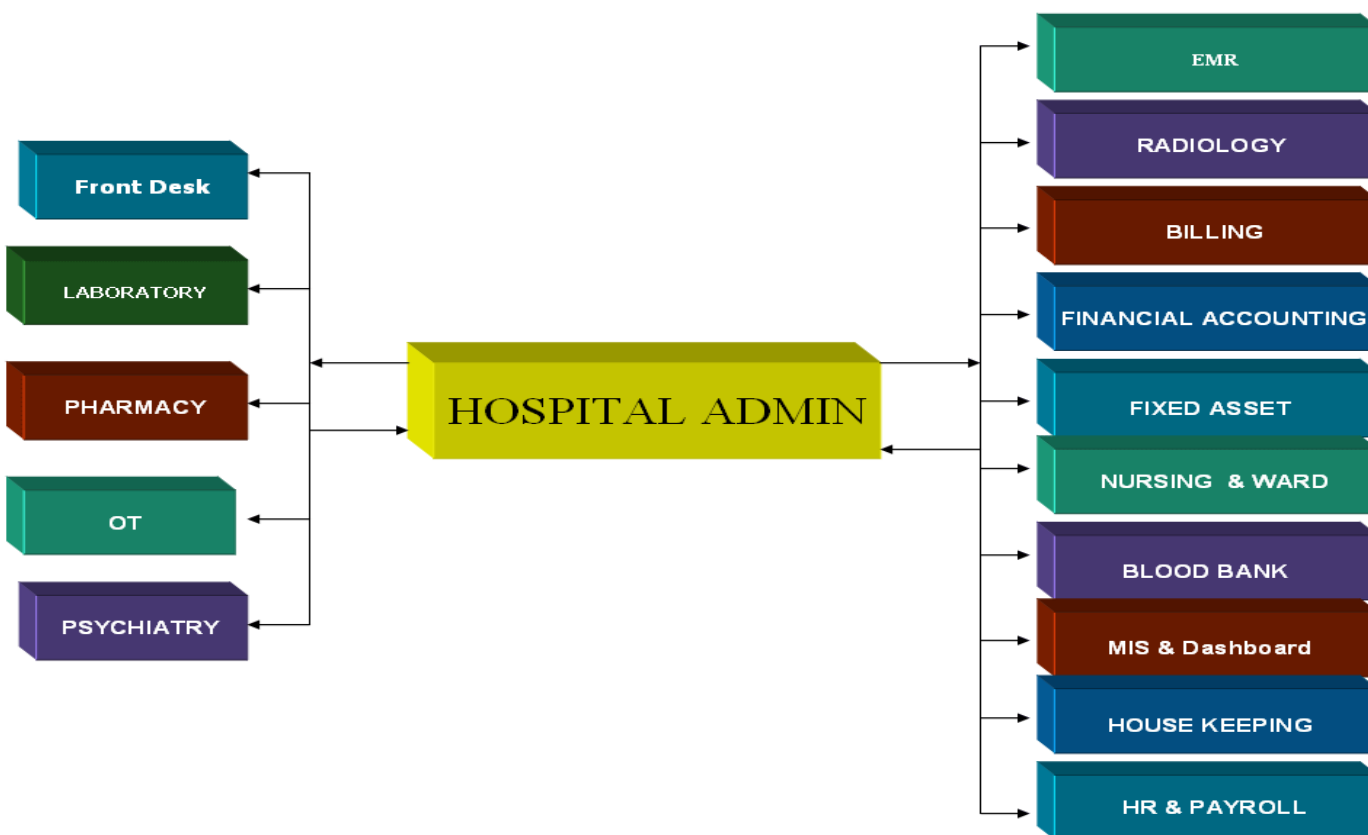 Front Desk
LABORATORY
PHARMACY
OT
PSYCHIATRY
HOSPITAL ADMIN
EMR
RADIOLOGY
BILLING
FINANCIAL ACCOUNTING
FIXED ASSET
NURSING & WARD
BLOOD BANK
MIS & Dashboard
HOUSE KEEPING
HR & PAYROLL